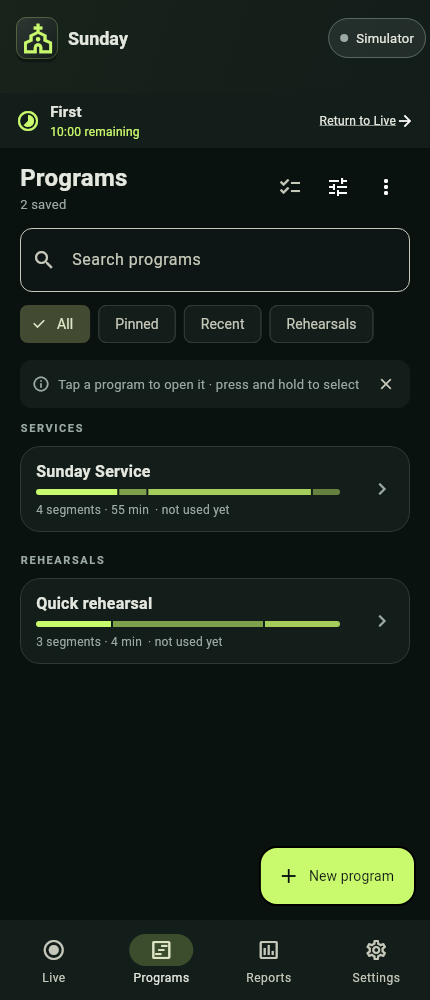 Sunday
Simulator
First
10:00 remaining
Return to Live
Programs
2 saved
Search programs
All
Pinned
Recent
Rehearsals
Tap a program to open it · press and hold to select
SERVICES
Sunday Service
4 segments · 55 min · not used yet
REHEARSALS
Quick rehearsal
3 segments · 4 min · not used yet
New program
Live
Programs
Reports
Settings